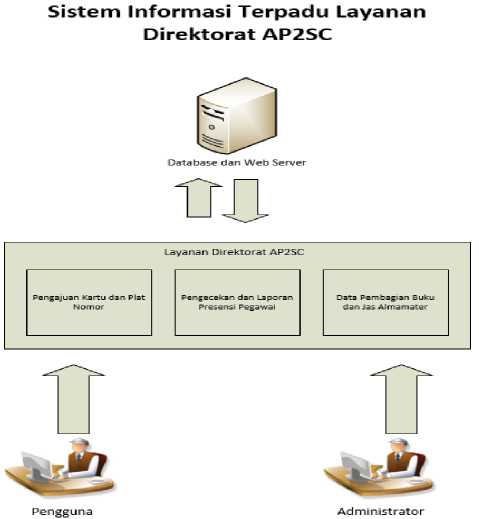 Sistem Informasi Terpadu Layanan
Direktorat AP2SC
Database dan Web Server
Layanan Direktorat AP2SC
Pengajuan Kartu dan Plat
Nomor
Pengecekan dan Laporan
Presensi Pegawai
Data Pembagian Buku
dan Jas Almamater
Pengguna
Administrator